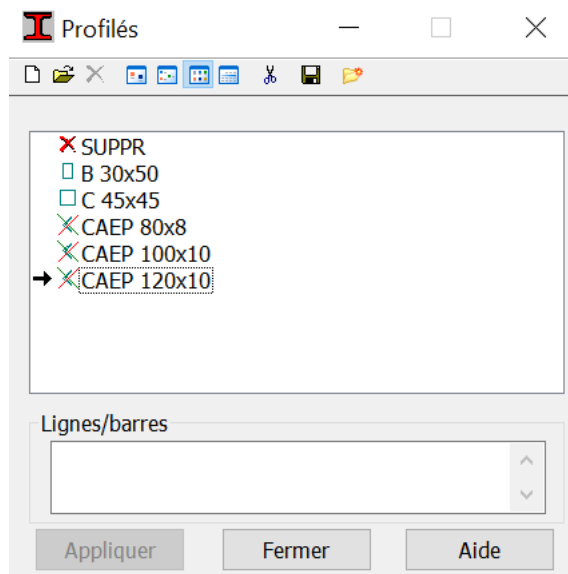 Profilés
SUPPR
B 30x50
C 45x45
CAEP 80x8
CAEP 100x10
CAEP 120x10
Lignes/barres
Appliquer Fermer Aide